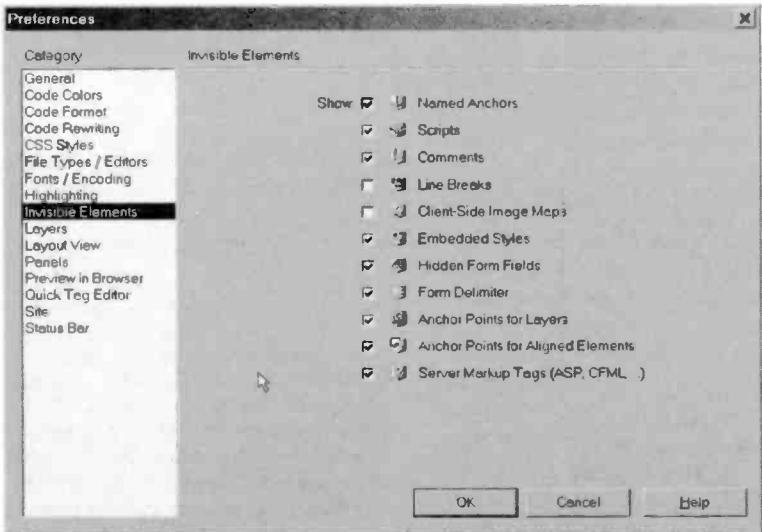 Preferences
Category
General
Code Colors
Code Format
Code Rewriting
CSS Styles
File Types / Editors
Fonts / Encoding
Highlighting
Invisible Elements
Layers
Layout View
Panels
Preview in Browser
Quick Tag Editor
Site
Status Bar
Invisible Elements
Show Named Anchors
Scripts
Comments
Line Breaks
Client-Side Image Maps
Embedded Styles
Hidden Form Fields
Form Delimiter
Anchor Points for Layers
Anchor Points for Aligned Elements
Server Markup Tags (ASP, CFML, ...)
OK Cancel Help